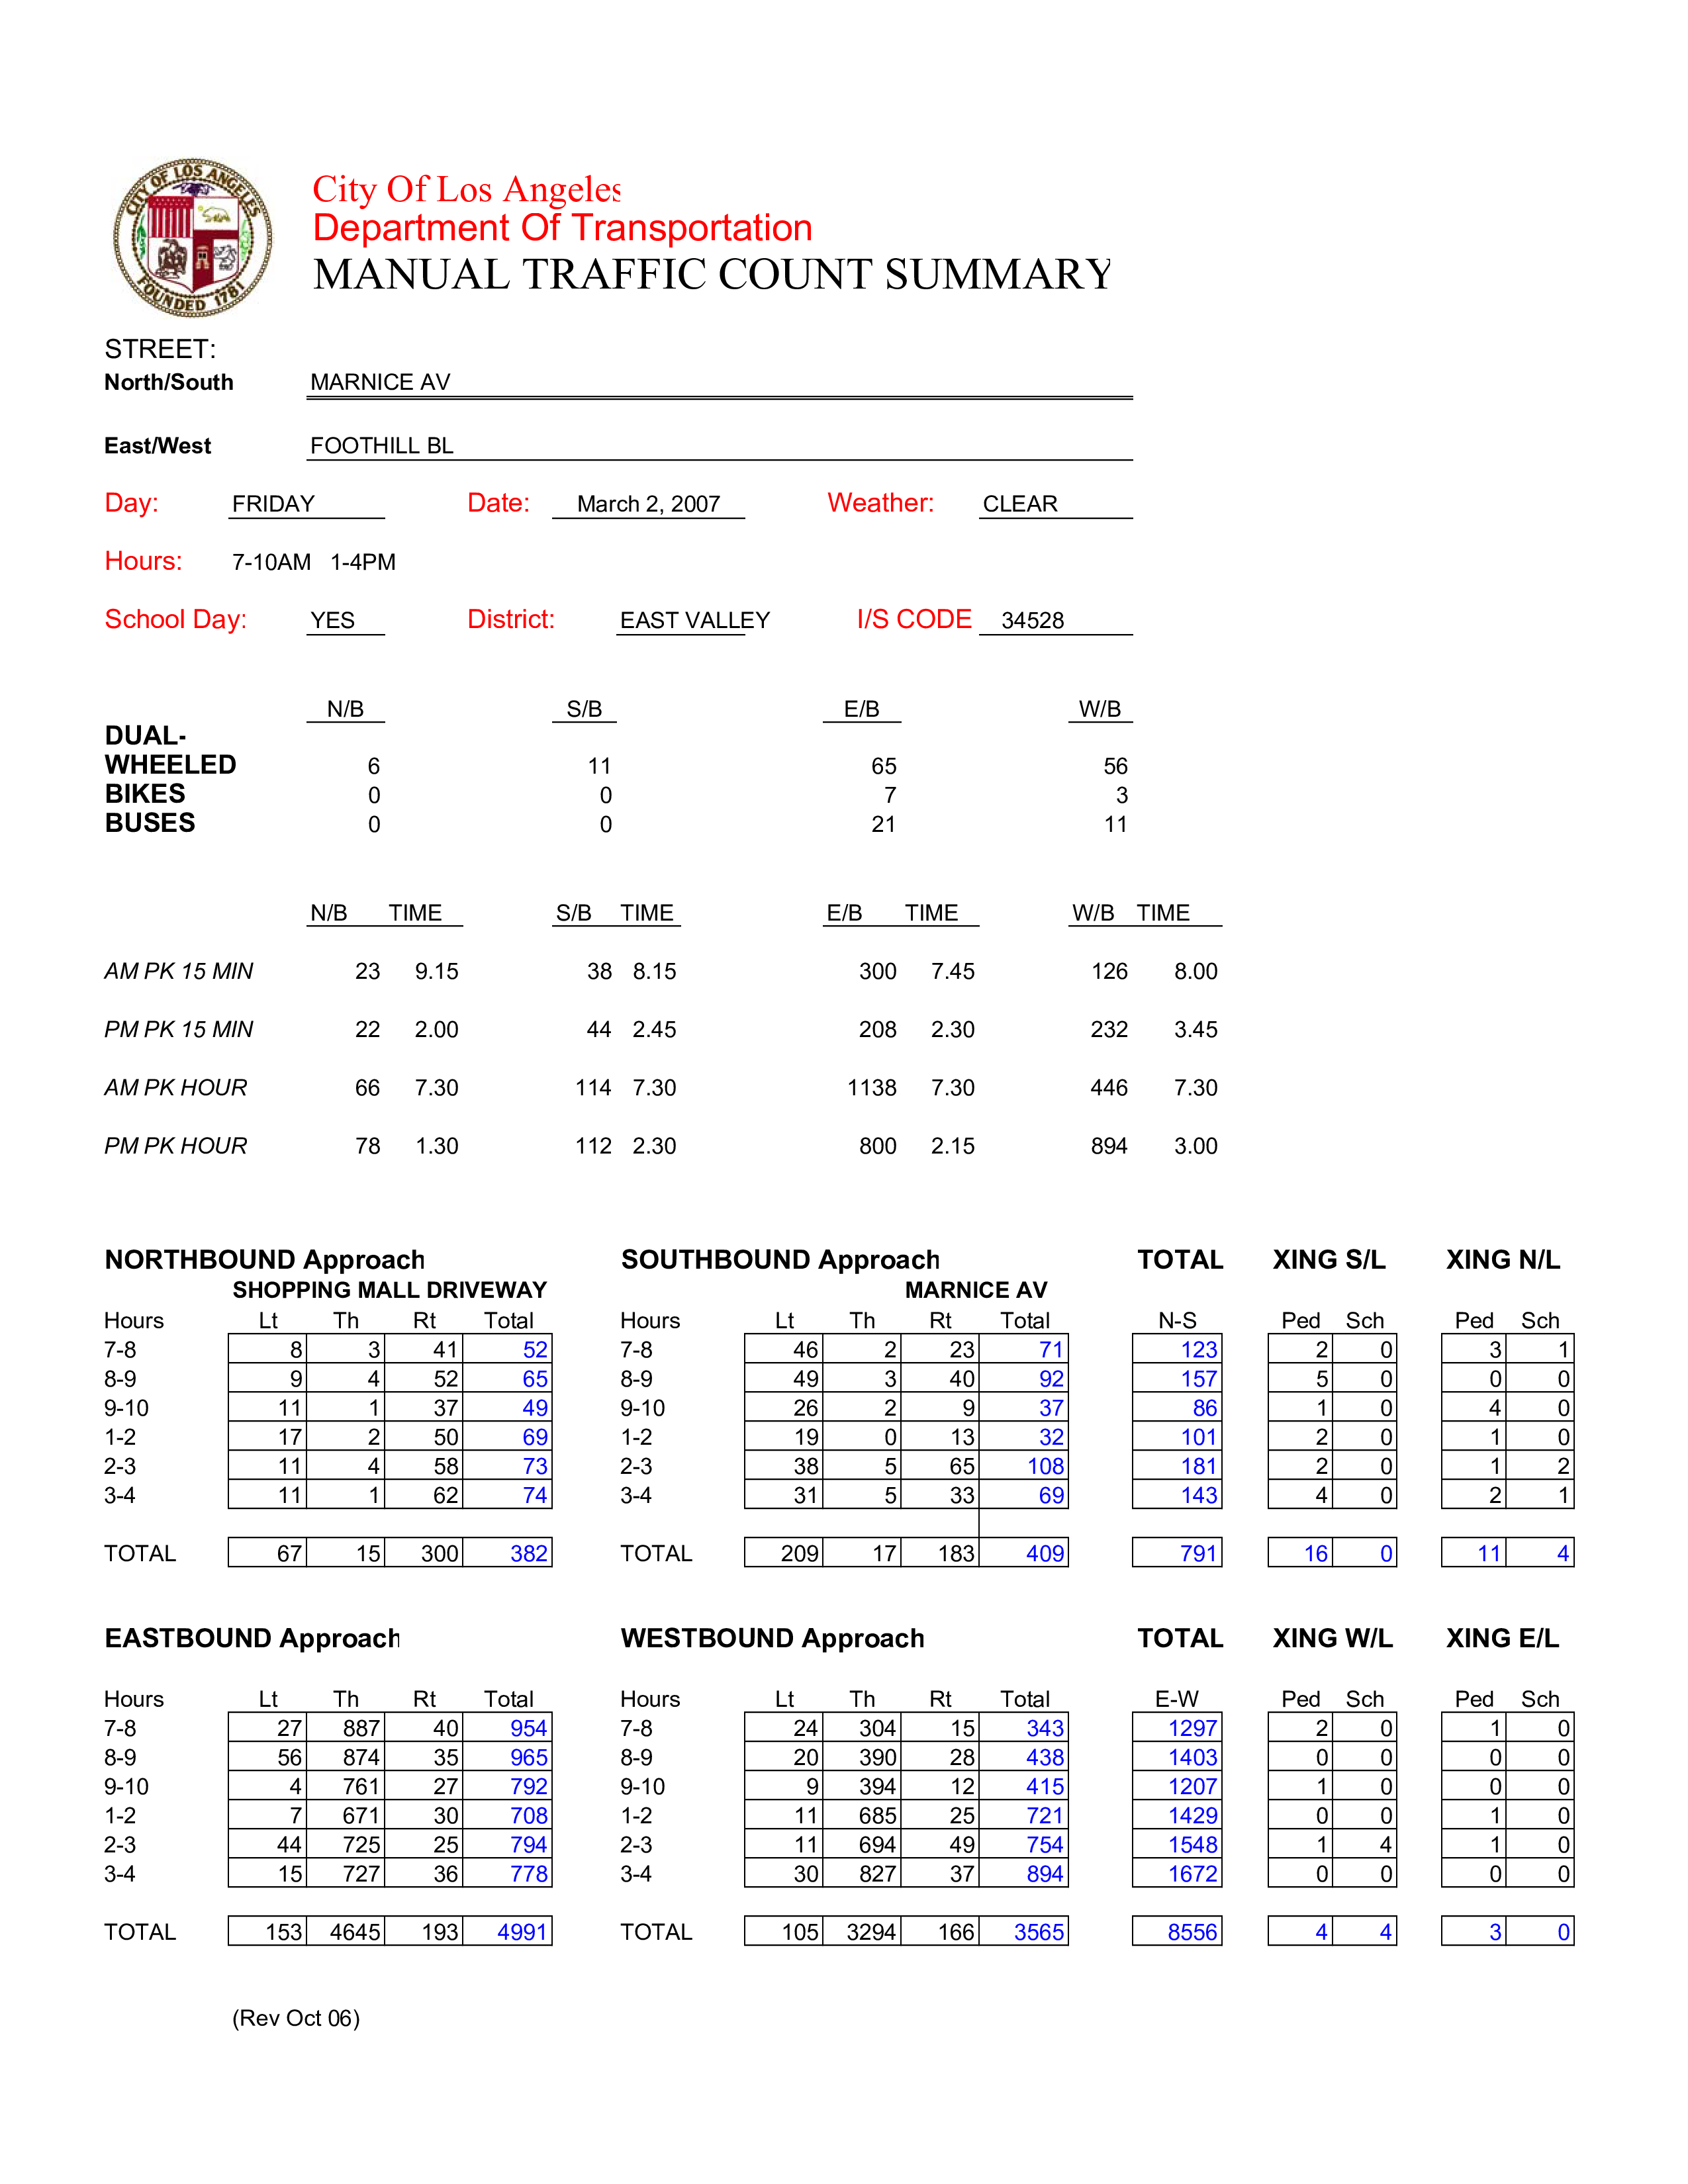 CITY OF LOS ANGELES
FOUNDED 1781
City Of Los Angeles
Department Of Transportation
MANUAL TRAFFIC COUNT SUMMARY
STREET:
North/South MARNICE AV
East/West FOOTHILL BL
Day: FRIDAY Date: March 2, 2007 Weather: CLEAR
Hours: 7-10AM 1-4PM
School Day: YES District: EAST VALLEY I/S CODE 34528
N/B S/B E/B W/B
DUAL-
WHEELED 6 11 65 56
BIKES 0 0 7 3
BUSES 0 0 21 11
N/B TIME S/B TIME E/B TIME W/B TIME
AM PK 15 MIN 23 9.15 38 8.15 300 7.45 126 8.00
PM PK 15 MIN 22 2.00 44 2.45 208 2.30 232 3.45
AM PK HOUR 66 7.30 114 7.30 1138 7.30 446 7.30
PM PK HOUR 78 1.30 112 2.30 800 2.15 894 3.00
NORTHBOUND Approach SOUTHBOUND Approach TOTAL XING S/L XING N/L
SHOPPING MALL DRIVEWAY MARNICE AV
Hours Lt Th Rt Total Hours Lt Th Rt Total N-S Ped Sch Ped Sch
7-8 8 3 41 52 7-8 46 2 23 71 123 2 0 3 1
8-9 9 4 52 65 8-9 49 3 40 92 157 5 0 0 0
9-10 11 1 37 49 9-10 26 2 9 37 86 1 0 4 0
1-2 17 2 50 69 1-2 19 0 13 32 101 2 0 1 0
2-3 11 4 58 73 2-3 38 5 65 108 181 2 0 1 2
3-4 11 1 62 74 3-4 31 5 33 69 143 4 0 2 1
TOTAL 67 15 300 382 TOTAL 209 17 183 409 791 16 0 11 4
EASTBOUND Approach WESTBOUND Approach TOTAL XING W/L XING E/L
Hours Lt Th Rt Total Hours Lt Th Rt Total E-W Ped Sch Ped Sch
7-8 27 887 40 954 7-8 24 304 15 343 1297 2 0 1 0
8-9 56 874 35 965 8-9 20 390 28 438 1403 0 0 0 0
9-10 4 761 27 792 9-10 9 394 12 415 1207 1 0 0 0
1-2 7 671 30 708 1-2 11 685 25 721 1429 0 0 1 0
2-3 44 725 25 794 2-3 11 694 49 754 1548 1 4 1 0
3-4 15 727 36 778 3-4 30 827 37 894 1672 0 0 0 0
TOTAL 153 4645 193 4991 TOTAL 105 3294 166 3565 8556 4 4 3 0
(Rev Oct 06)